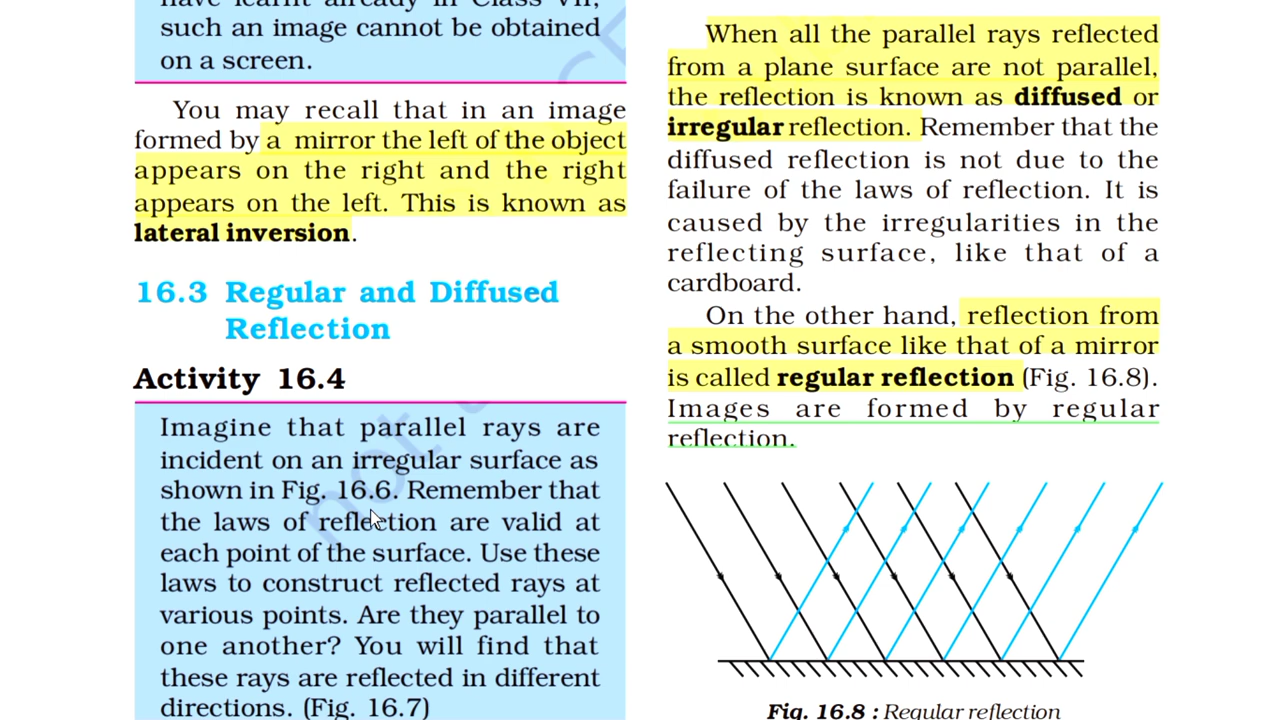 have learnt already in Class VII,
such an image cannot be obtained
on a screen.
You may recall that in an image
formed by a mirror the left of the object
appears on the right and the right
appears on the left. This is known as
lateral inversion.
16.3 Regular and Diffused
Reflection
Activity 16.4
Imagine that parallel rays are
incident on an irregular surface as
shown in Fig. 16.6. Remember that
the laws of reflection are valid at
each point of the surface. Use these
laws to construct reflected rays at
various points. Are they parallel to
one another? You will find that
these rays are reflected in different
directions. (Fig. 16.7)
When all the parallel rays reflected
from a plane surface are not parallel,
the reflection is known as diffused or
irregular reflection. Remember that the
diffused reflection is not due to the
failure of the laws of reflection. It is
caused by the irregularities in the
reflecting surface, like that of a
cardboard.
On the other hand, reflection from
a smooth surface like that of a mirror
is called regular reflection (Fig. 16.8).
Images are formed by regular
reflection.
Fig. 16.8 : Regular reflection